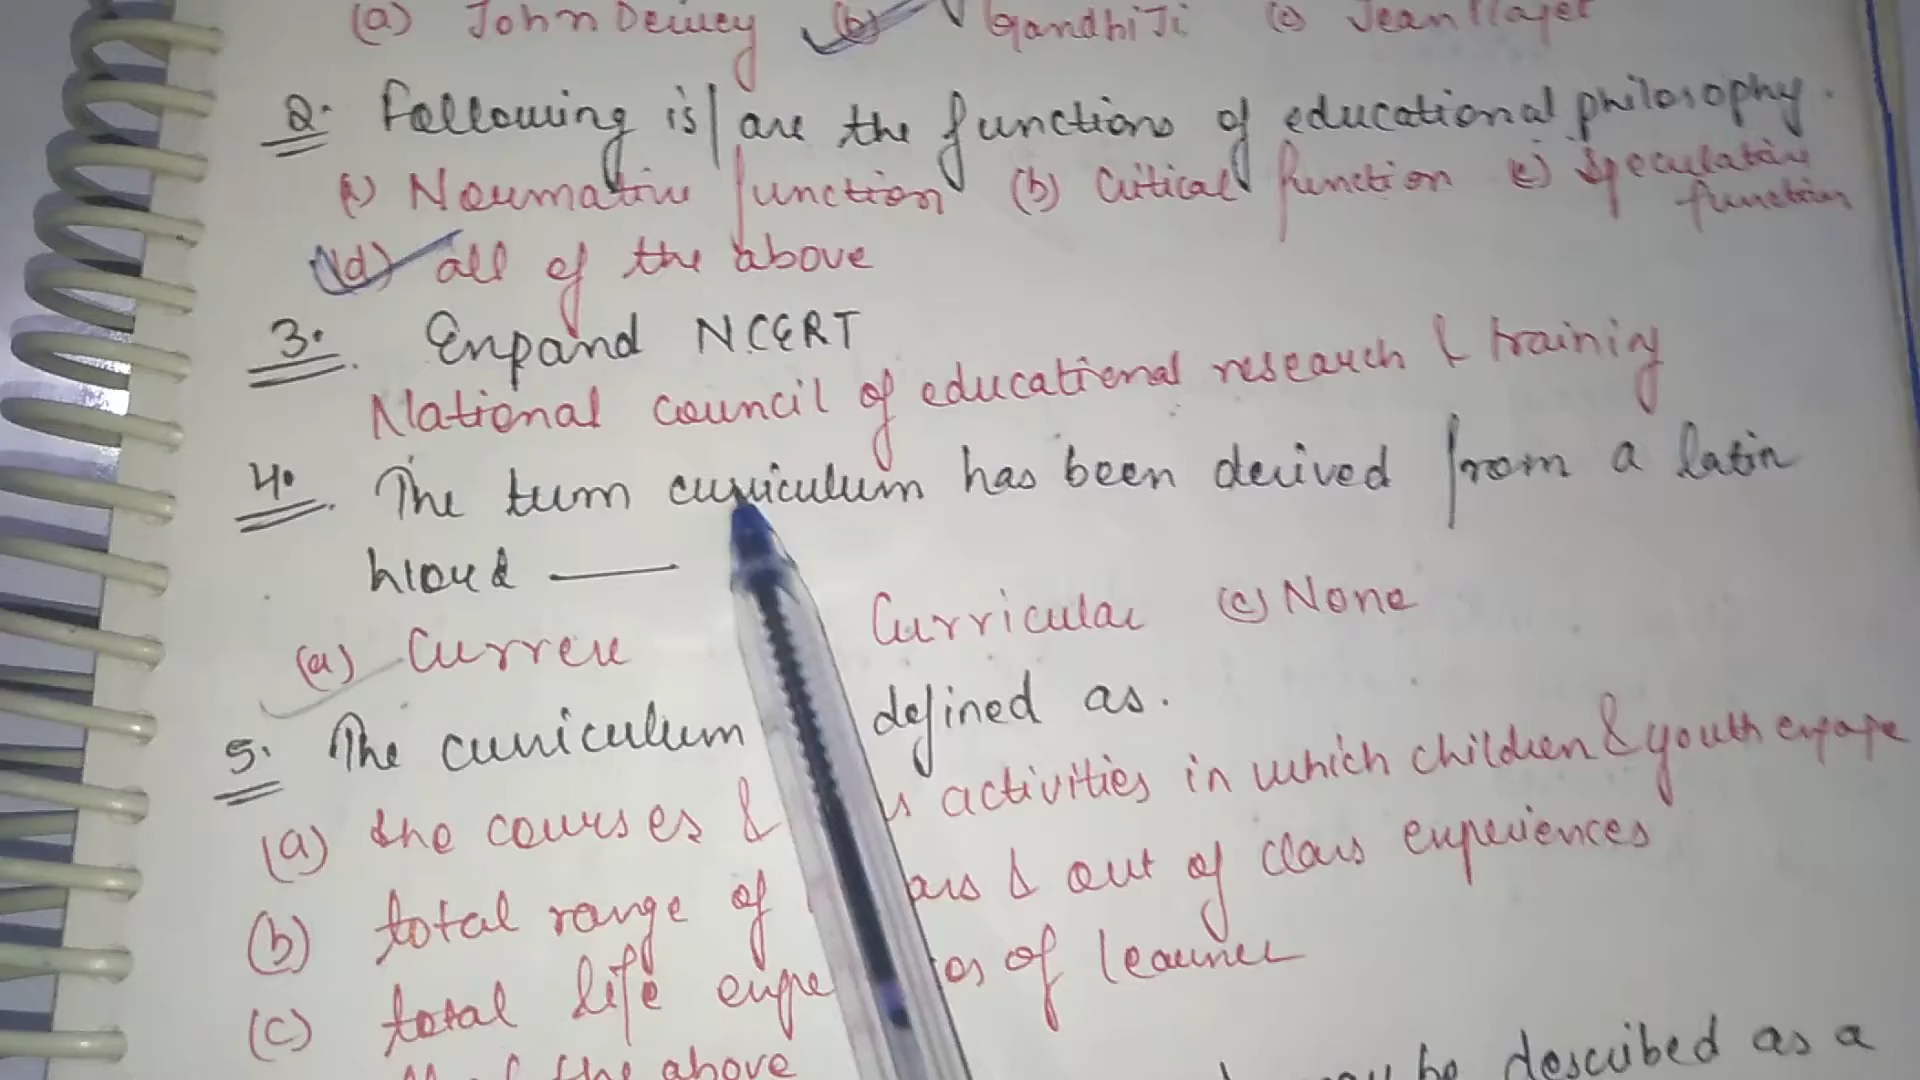 (a) John Dewey (b) Gandhi Ji (c) Jean Piaget
2. Following is/are the functions of educational philosophy.
Normative function (b) Critical function (c) Speculative
function
(d) all of the above
3. Expand NCERT
National council of educational research & training
4. The term curriculum has been derived from a latin
word —
(a) Currere Curricular (c) None
5. The curriculum defined as.
(a) the courses & activities in which children & youth engage
(b) total range of & out of class experiences
(c) total life of learner
the above
be described as a